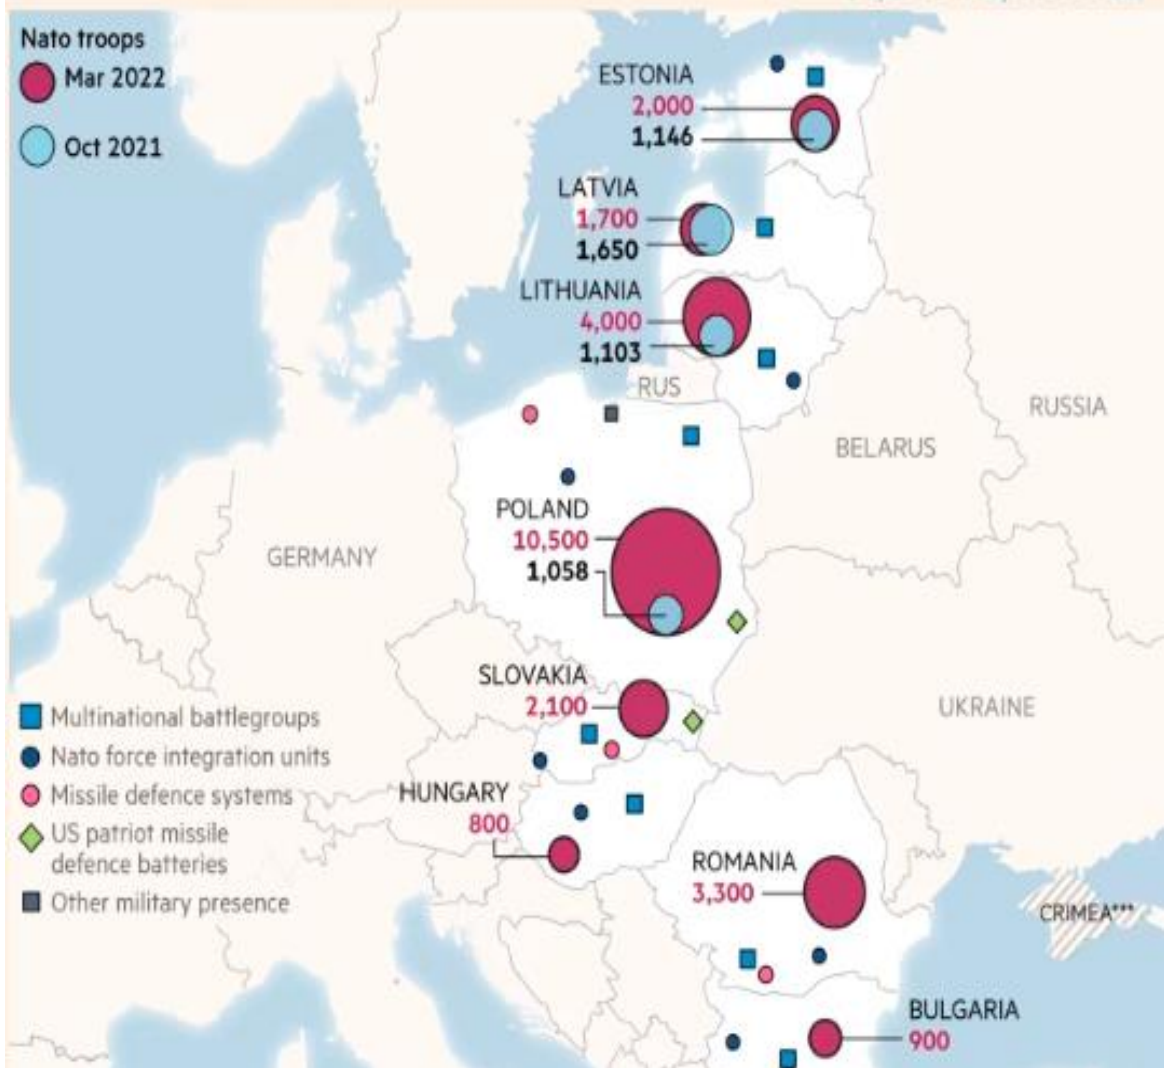 Nato troops
Mar 2022
Oct 2021
ESTONIA
2,000
1,146
LATVIA
1,700
1,650
LITHUANIA
4,000
1,103
RUS
RUSSIA
BELARUS
POLAND
10,500
1,058
GERMANY
SLOVAKIA
2,100
UKRAINE
Multinational battlegroups
Nato force integration units
Missile defence systems
US patriot missile
defence batteries
Other military presence
HUNGARY
800
ROMANIA
3,300
CRIMEA***
BULGARIA
900